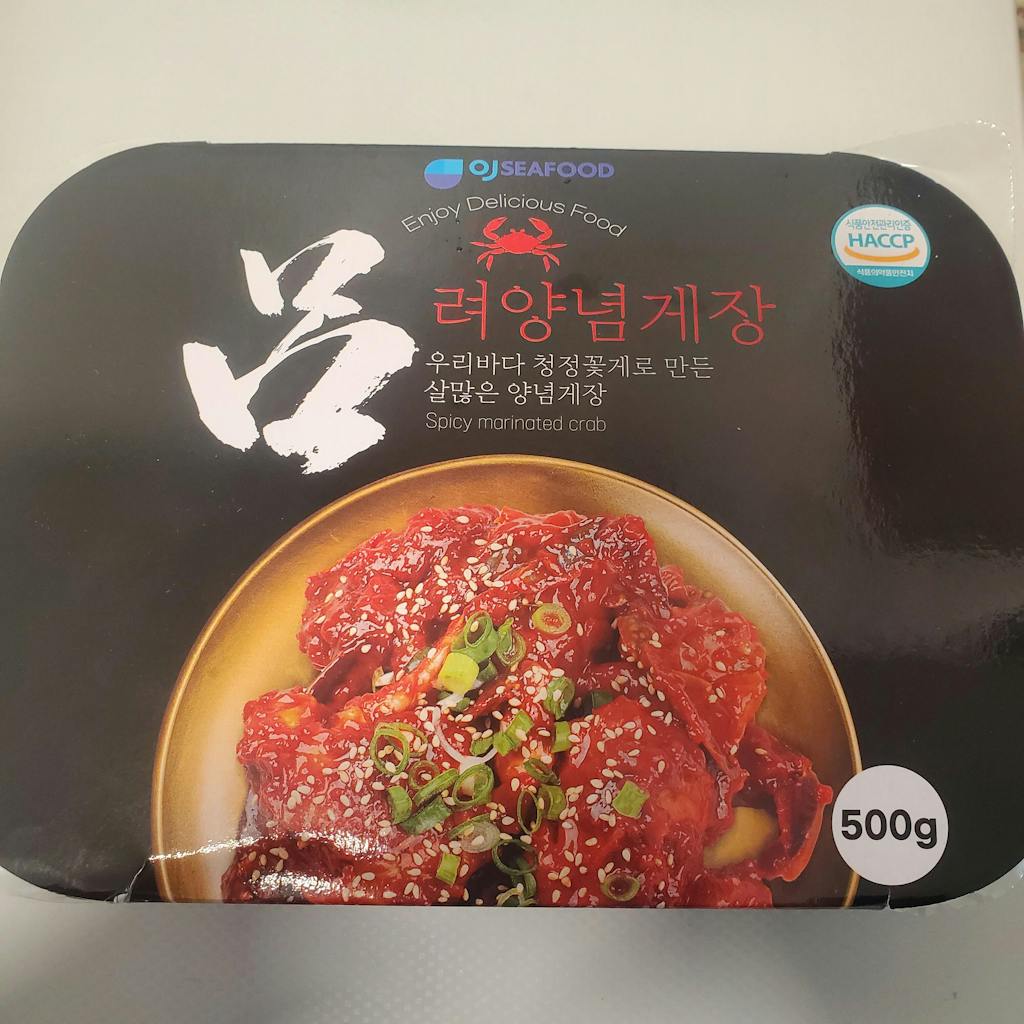 OJSEAFOOD
Enjoy Delicious Food
식품안전관리인증
HACCP
식품의약품안전처
呂
려양념게장
우리바다 청정꽃게로 만든
살많은 양념게장
Spicy marinated crab
500g